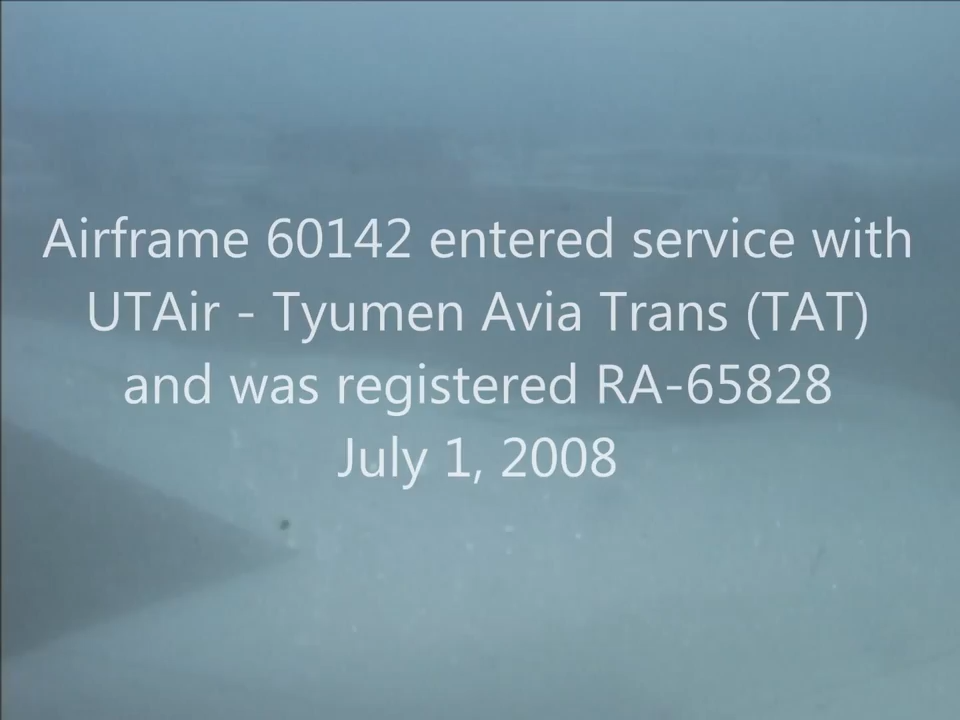 Airframe 60142 entered service with
UTAir - Tyumen Avia Trans (TAT)
and was registered RA-65828
July 1, 2008